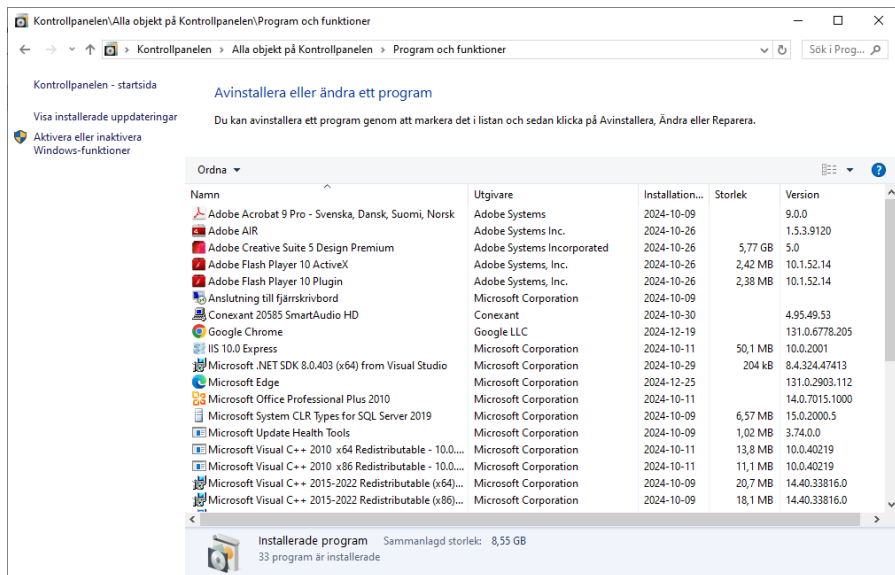 Kontrollpanelen\Alla objekt på Kontrollpanelen\Program och funktioner
Kontrollpanelen > Alla objekt på Kontrollpanelen > Program och funktioner
Sök i Prog...
Kontrollpanelen - startsida
Visa installerade uppdateringar
Aktivera eller inaktivera
Windows-funktioner
Avinstallera eller ändra ett program
Du kan avinstallera ett program genom att markera det i listan och sedan klicka på Avinstallera, Ändra eller Reparera.
Ordna
Namn Utgivare Installation... Storlek Version
Adobe Acrobat 9 Pro - Svenska, Dansk, Suomi, Norsk Adobe Systems 2024-10-09 9.0.0
Adobe AIR Adobe Systems Inc. 2024-10-26 1.5.3.9120
Adobe Creative Suite 5 Design Premium Adobe Systems Incorporated 2024-10-26 5,77 GB 5.0
Adobe Flash Player 10 ActiveX Adobe Systems, Inc. 2024-10-26 2,42 MB 10.1.52.14
Adobe Flash Player 10 Plugin Adobe Systems, Inc. 2024-10-26 2,38 MB 10.1.52.14
Anslutning till fjärrskrivbord Microsoft Corporation 2024-10-09
Conexant 20585 SmartAudio HD Conexant 2024-10-30 4.95.49.53
Google Chrome Google LLC 2024-12-19 131.0.6778.205
IIS 10.0 Express Microsoft Corporation 2024-10-11 50,1 MB 10.0.2001
Microsoft .NET SDK 8.0.403 (x64) from Visual Studio Microsoft Corporation 2024-10-29 204 kB 8.4.324.47413
Microsoft Edge Microsoft Corporation 2024-12-25 131.0.2903.112
Microsoft Office Professional Plus 2010 Microsoft Corporation 2024-10-11 14.0.7015.1000
Microsoft System CLR Types for SQL Server 2019 Microsoft Corporation 2024-10-09 6,57 MB 15.0.2000.5
Microsoft Update Health Tools Microsoft Corporation 2024-10-09 1,02 MB 3.74.0.0
Microsoft Visual C++ 2010 x64 Redistributable - 10.0.... Microsoft Corporation 2024-10-11 13,8 MB 10.0.40219
Microsoft Visual C++ 2010 x86 Redistributable - 10.0.... Microsoft Corporation 2024-10-11 11,1 MB 10.0.40219
Microsoft Visual C++ 2015-2022 Redistributable (x64)... Microsoft Corporation 2024-10-09 20,7 MB 14.40.33816.0
Microsoft Visual C++ 2015-2022 Redistributable (x86)... Microsoft Corporation 2024-10-09 18,1 MB 14.40.33816.0
Installerade program Sammanlagd storlek: 8,55 GB
33 program är installerade